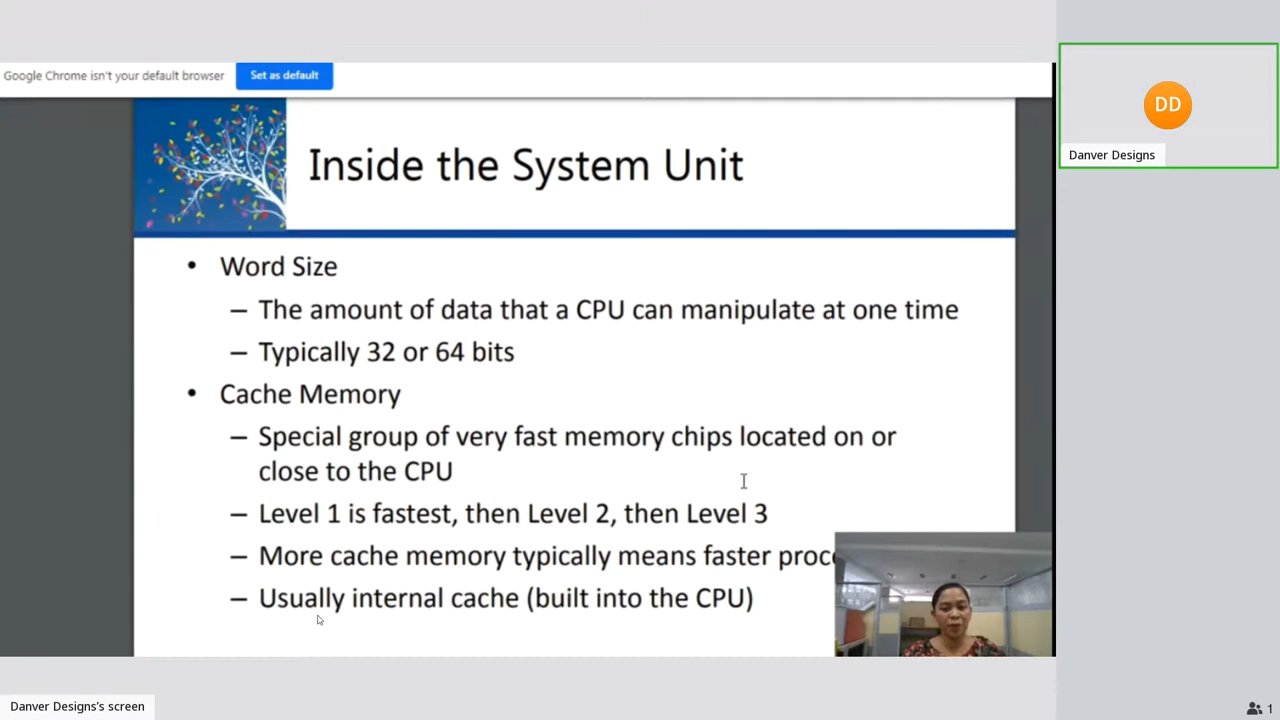 Google Chrome isn't your default browser Set as default
Inside the System Unit
• Word Size
– The amount of data that a CPU can manipulate at one time
– Typically 32 or 64 bits
• Cache Memory
– Special group of very fast memory chips located on or
close to the CPU
– Level 1 is fastest, then Level 2, then Level 3
– More cache memory typically means faster proc
– Usually internal cache (built into the CPU)
DD
Danver Designs
Danver Designs's screen
1